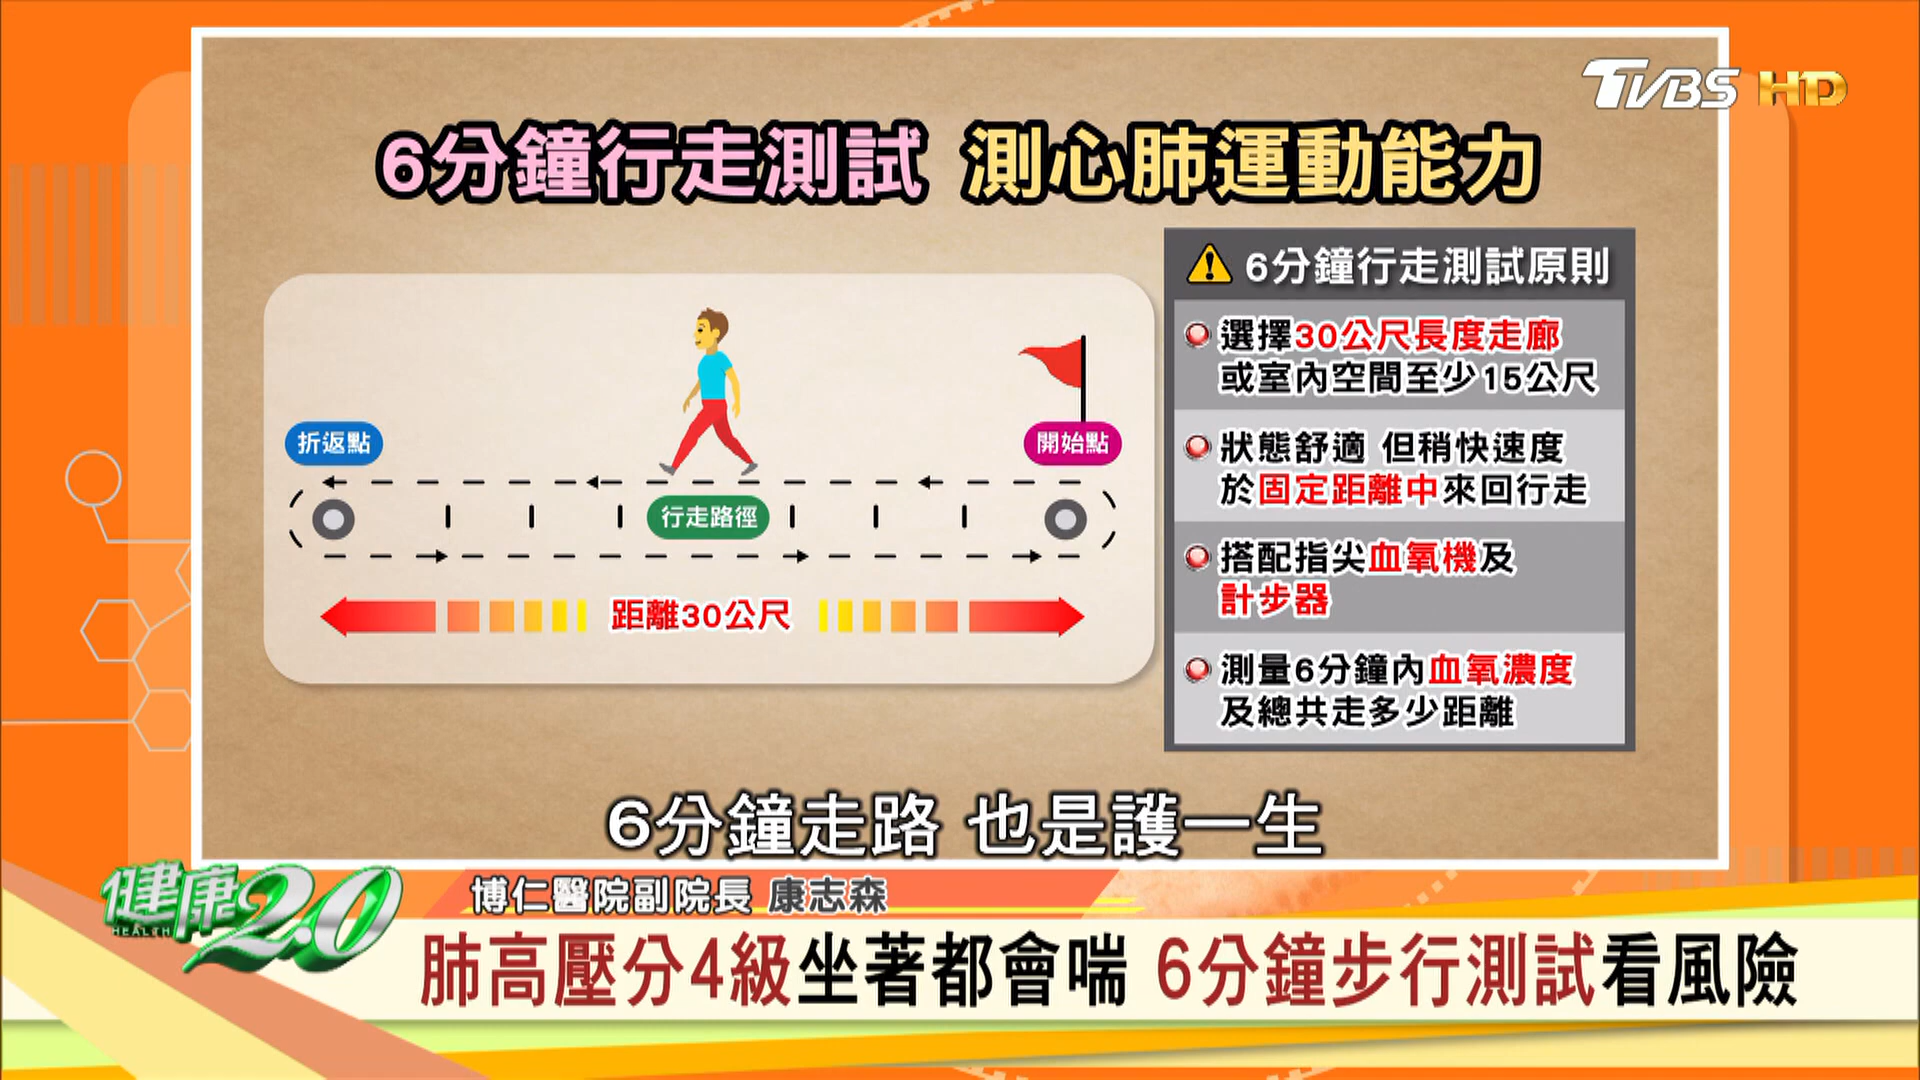 TVBS HD
6分鐘行走測試 測心肺運動能力
6分鐘行走測試原則
選擇30公尺長度走廊
或室內空間至少15公尺
狀態舒適 但稍快速度
於固定距離中來回行走
搭配指尖血氧機及
計步器
測量6分鐘內血氧濃度
及總共走多少距離
折返點
開始點
行走路徑
距離30公尺
6分鐘走路 也是護一生
健康2.0
HEALTH
博仁醫院副院長 康志森
肺高壓分4級坐著都會喘 6分鐘步行測試看風險